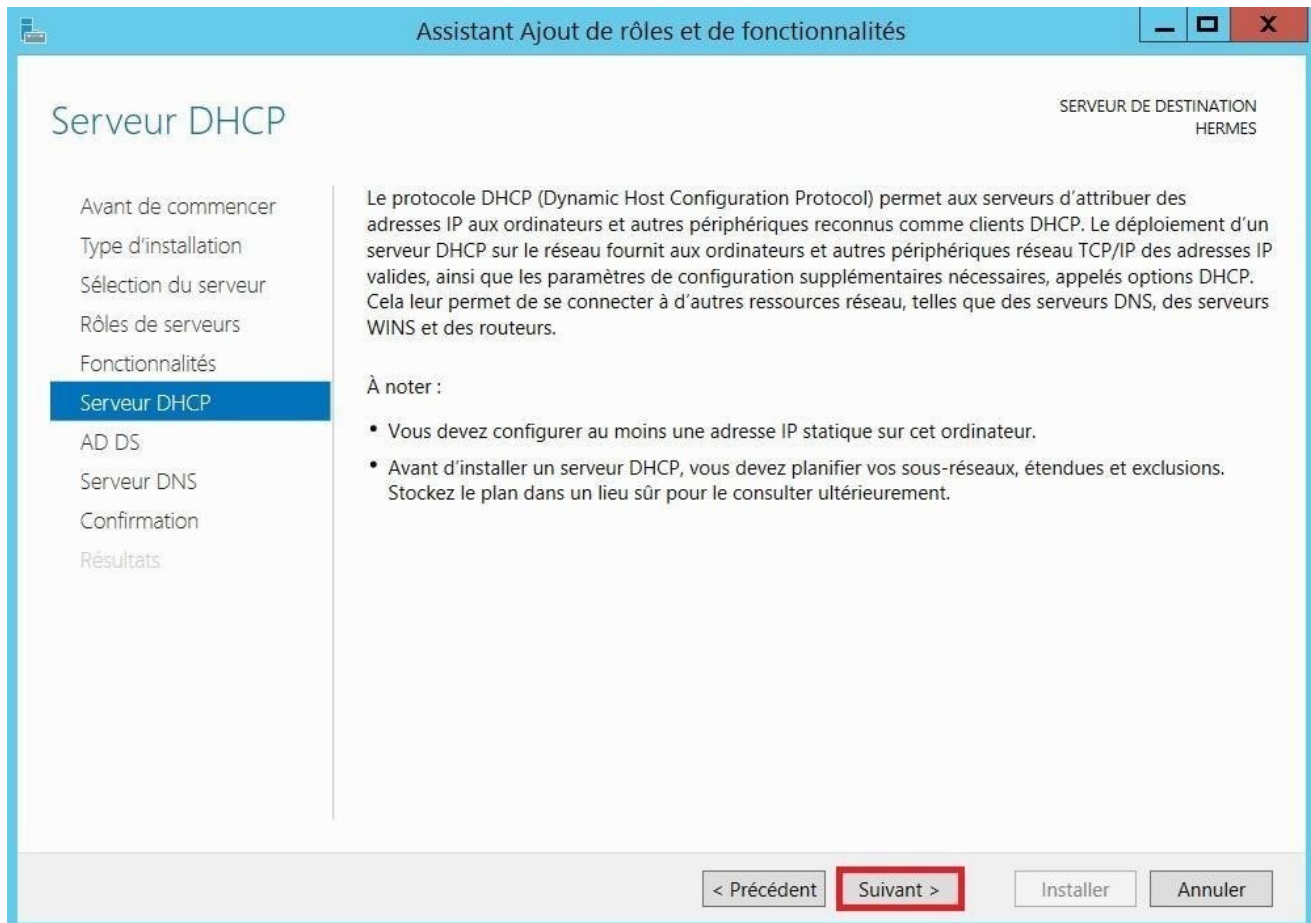 Assistant Ajout de rôles et de fonctionnalités
X
Serveur DHCP
SERVEUR DE DESTINATION
HERMES
Avant de commencer
Type d’installation
Sélection du serveur
Rôles de serveurs
Fonctionnalités
Serveur DHCP
AD DS
Serveur DNS
Confirmation
Résultats
Le protocole DHCP (Dynamic Host Configuration Protocol) permet aux serveurs d’attribuer des
adresses IP aux ordinateurs et autres périphériques reconnus comme clients DHCP. Le déploiement d’un
serveur DHCP sur le réseau fournit aux ordinateurs et autres périphériques réseau TCP/IP des adresses IP
valides, ainsi que les paramètres de configuration supplémentaires nécessaires, appelés options DHCP.
Cela leur permet de se connecter à d’autres ressources réseau, telles que des serveurs DNS, des serveurs
WINS et des routeurs.
À noter :
• Vous devez configurer au moins une adresse IP statique sur cet ordinateur.
• Avant d’installer un serveur DHCP, vous devez planifier vos sous-réseaux, étendues et exclusions.
Stockez le plan dans un lieu sûr pour le consulter ultérieurement.
< Précédent
Suivant >
Installer
Annuler